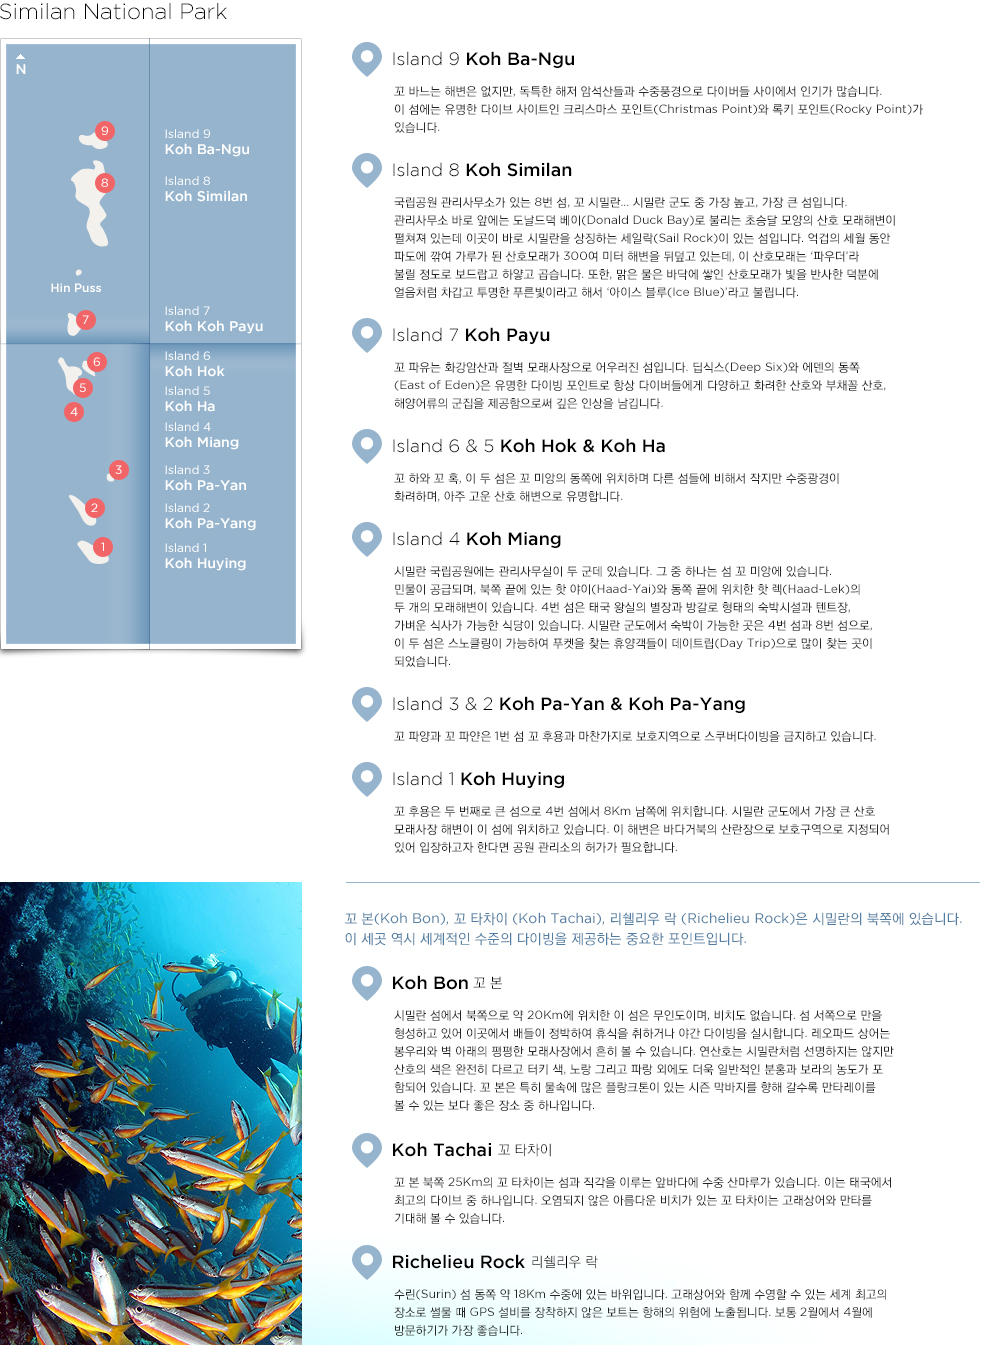 Similan National Park
N
9
Island 9
Koh Ba-Ngu
8
Island 8
Koh Similan
Hin Puss
7
Island 7
Koh Koh Payu
6
Island 6
Koh Hok
5
Island 5
Koh Ha
4
Island 4
Koh Miang
3
Island 3
Koh Pa-Yan
2
Island 2
Koh Pa-Yang
1
Island 1
Koh Huying
Island 9 Koh Ba-Ngu
꼬 바느는 해변은 없지만, 독특한 해저 암석산들과 수중풍경으로 다이버들 사이에서 인기가 많습니다.
이 섬에는 유명한 다이브 사이트인 크리스마스 포인트(Christmas Point)와 록키 포인트(Rocky Point)가
있습니다.
Island 8 Koh Similan
국립공원 관리사무소가 있는 8번 섬, 꼬 시밀란... 시밀란 군도 중 가장 높고, 가장 큰 섬입니다.
관리사무소 바로 앞에는 도날드덕 베이(Donald Duck Bay)로 불리는 초승달 모양의 산호 모래해변이
펼쳐져 있는데 이곳이 바로 시밀란을 상징하는 세일락(Sail Rock)이 있는 섬입니다. 억겁의 세월 동안
파도에 깎여 가루가 된 산호모래가 300여 미터 해변을 뒤덮고 있는데, 이 산호모래는 ‘파우더’라
불릴 정도로 보드랍고 하얗고 곱습니다. 또한, 맑은 물은 바닥에 쌓인 산호모래가 빛을 반사한 덕분에
얼음처럼 차갑고 투명한 푸른빛이라고 해서 ‘아이스 블루(Ice Blue)’라고 불립니다.
Island 7 Koh Payu
꼬 파유는 화강암산과 절벽 모래사장으로 어우러진 섬입니다. 딥식스(Deep Six)와 에덴의 동쪽
(East of Eden)은 유명한 다이빙 포인트로 항상 다이버들에게 다양하고 화려한 산호와 부채꼴 산호,
해양어류의 군집을 제공함으로써 깊은 인상을 남깁니다.
Island 6 & 5 Koh Hok & Koh Ha
꼬 하와 꼬 혹, 이 두 섬은 꼬 미앙의 동쪽에 위치하며 다른 섬들에 비해서 작지만 수중광경이
화려하며, 아주 고운 산호 해변으로 유명합니다.
Island 4 Koh Miang
시밀란 국립공원에는 관리사무실이 두 군데 있습니다. 그 중 하나는 섬 꼬 미앙에 있습니다.
민물이 공급되며, 북쪽 끝에 있는 핫 야이(Haad-Yai)와 동쪽 끝에 위치한 핫 렉(Haad-Lek)의
두 개의 모래해변이 있습니다. 4번 섬은 태국 왕실의 별장과 방갈로 형태의 숙박시설과 텐트장,
가벼운 식사가 가능한 식당이 있습니다. 시밀란 군도에서 숙박이 가능한 곳은 4번 섬과 8번 섬으로,
이 두 섬은 스노클링이 가능하여 푸켓을 찾는 휴양객들이 데이트립(Day Trip)으로 많이 찾는 곳이
되었습니다.
Island 3 & 2 Koh Pa-Yan & Koh Pa-Yang
꼬 파양과 꼬 파얀은 1번 섬 꼬 후용과 마찬가지로 보호지역으로 스쿠버다이빙을 금지하고 있습니다.
Island 1 Koh Huying
꼬 후용은 두 번째로 큰 섬으로 4번 섬에서 8Km 남쪽에 위치합니다. 시밀란 군도에서 가장 큰 산호
모래사장 해변이 이 섬에 위치하고 있습니다. 이 해변은 바다거북의 산란장으로 보호구역으로 지정되어
있어 입장하고자 한다면 공원 관리소의 허가가 필요합니다.
꼬 본(Koh Bon), 꼬 타차이 (Koh Tachai), 리쉘리우 락 (Richelieu Rock)은 시밀란의 북쪽에 있습니다.
이 세곳 역시 세계적인 수준의 다이빙을 제공하는 중요한 포인트입니다.
Koh Bon 꼬 본
시밀란 섬에서 북쪽으로 약 20Km에 위치한 이 섬은 무인도이며, 비치도 없습니다. 섬 서쪽으로 만을
형성하고 있어 이곳에서 배들이 정박하여 휴식을 취하거나 야간 다이빙을 실시합니다. 레오파드 상어는
봉우리와 벽 아래의 평평한 모래사장에서 흔히 볼 수 있습니다. 연산호는 시밀란처럼 선명하지는 않지만
산호의 색은 완전히 다르고 터키 색, 노랑 그리고 파랑 외에도 더욱 일반적인 분홍과 보라의 농도가 포
함되어 있습니다. 꼬 본은 특히 물속에 많은 플랑크톤이 있는 시즌 막바지를 향해 갈수록 만타레이를
볼 수 있는 보다 좋은 장소 중 하나입니다.
Koh Tachai 꼬 타차이
꼬 본 북쪽 25Km의 꼬 타차이는 섬과 직각을 이루는 앞바다에 수중 산마루가 있습니다. 이는 태국에서
최고의 다이브 중 하나입니다. 오염되지 않은 아름다운 비치가 있는 꼬 타차이는 고래상어와 만타를
기대해 볼 수 있습니다.
Richelieu Rock 리쉘리우 락
수린(Surin) 섬 동쪽 약 18Km 수중에 있는 바위입니다. 고래상어와 함께 수영할 수 있는 세계 최고의
장소로 썰물 떄 GPS 설비를 장착하지 않은 보트는 항해의 위험에 노출됩니다. 보통 2월에서 4월에
방문하기가 가장 좋습니다.